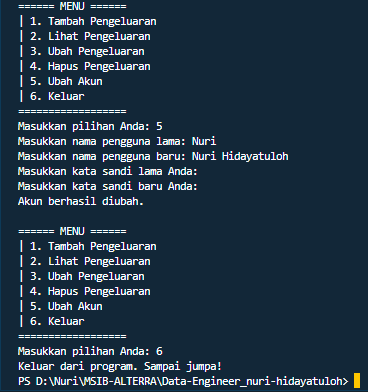 ====== MENU ======
| 1. Tambah Pengeluaran
| 2. Lihat Pengeluaran
| 3. Ubah Pengeluaran
| 4. Hapus Pengeluaran
| 5. Ubah Akun
| 6. Keluar
==================
Masukkan pilihan Anda: 5
Masukkan nama pengguna lama: Nuri
Masukkan nama pengguna baru: Nuri Hidayatuloh
Masukkan kata sandi lama Anda:
Masukkan kata sandi baru Anda:
Akun berhasil diubah.

====== MENU ======
| 1. Tambah Pengeluaran
| 2. Lihat Pengeluaran
| 3. Ubah Pengeluaran
| 4. Hapus Pengeluaran
| 5. Ubah Akun
| 6. Keluar
==================
Masukkan pilihan Anda: 6
Keluar dari program. Sampai jumpa!
PS D:\Nuri\MSIB-ALTERRA\Data-Engineer_nuri-hidayatuloh>